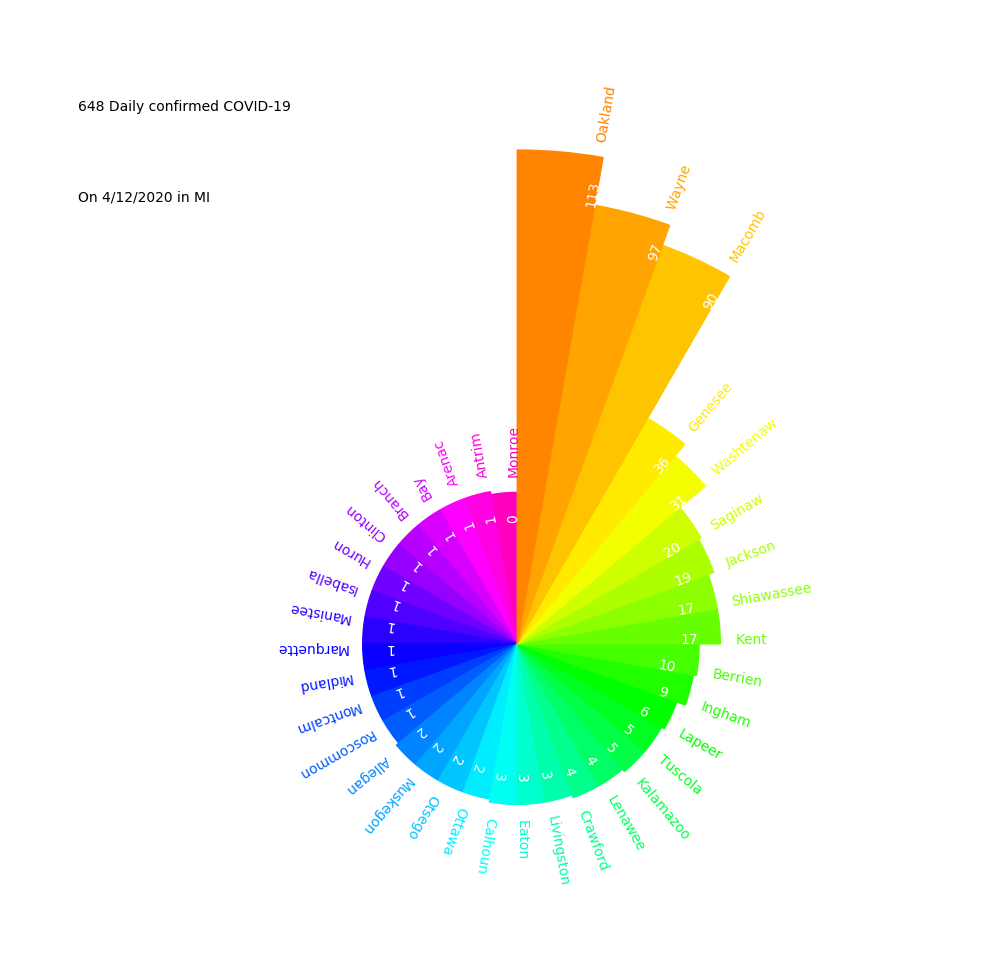 648 Daily confirmed COVID-19
On 4/12/2020 in MI
Oakland
113
Wayne
97
Macomb
90
Genesee
36
Washtenaw
31
Saginaw
20
Jackson
19
Shiawassee
17
Kent
17
Berrien
10
Ingham
9
Lapeer
6
Tuscola
5
Kalamazoo
5
Lenawee
4
Crawford
4
Livingston
3
Eaton
3
Calhoun
3
Ottawa
2
Otsego
2
Muskegon
2
Allegan
2
Roscommon
1
Montcalm
1
Midland
1
Marquette
1
Manistee
1
Isabella
1
Huron
1
Clinton
1
Branch
1
Bay
1
Arenac
1
Antrim
1
Monroe
0